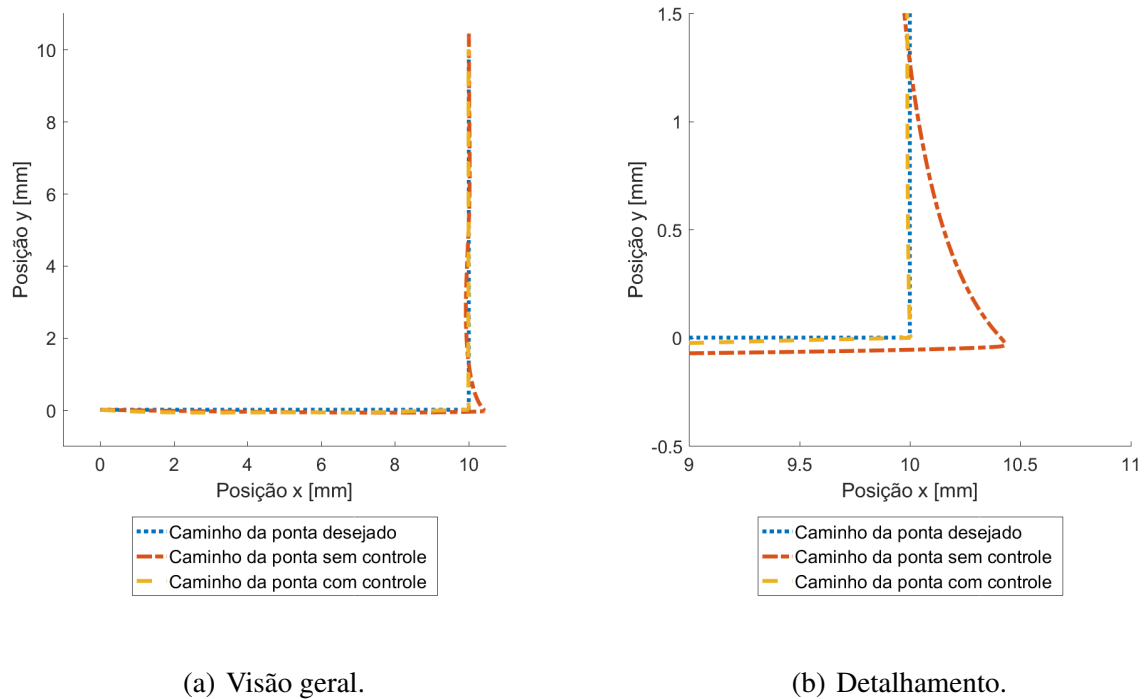 10
8
6
4
2
0
Posição y [mm]
0 2 4 6 8 10
Posição x [mm]
Caminho da ponta desejado
Caminho da ponta sem controle
Caminho da ponta com controle
(a) Visão geral.
1.5
1
0.5
0
-0.5
Posição y [mm]
9 9.5 10 10.5 11
Posição x [mm]
Caminho da ponta desejado
Caminho da ponta sem controle
Caminho da ponta com controle
(b) Detalhamento.